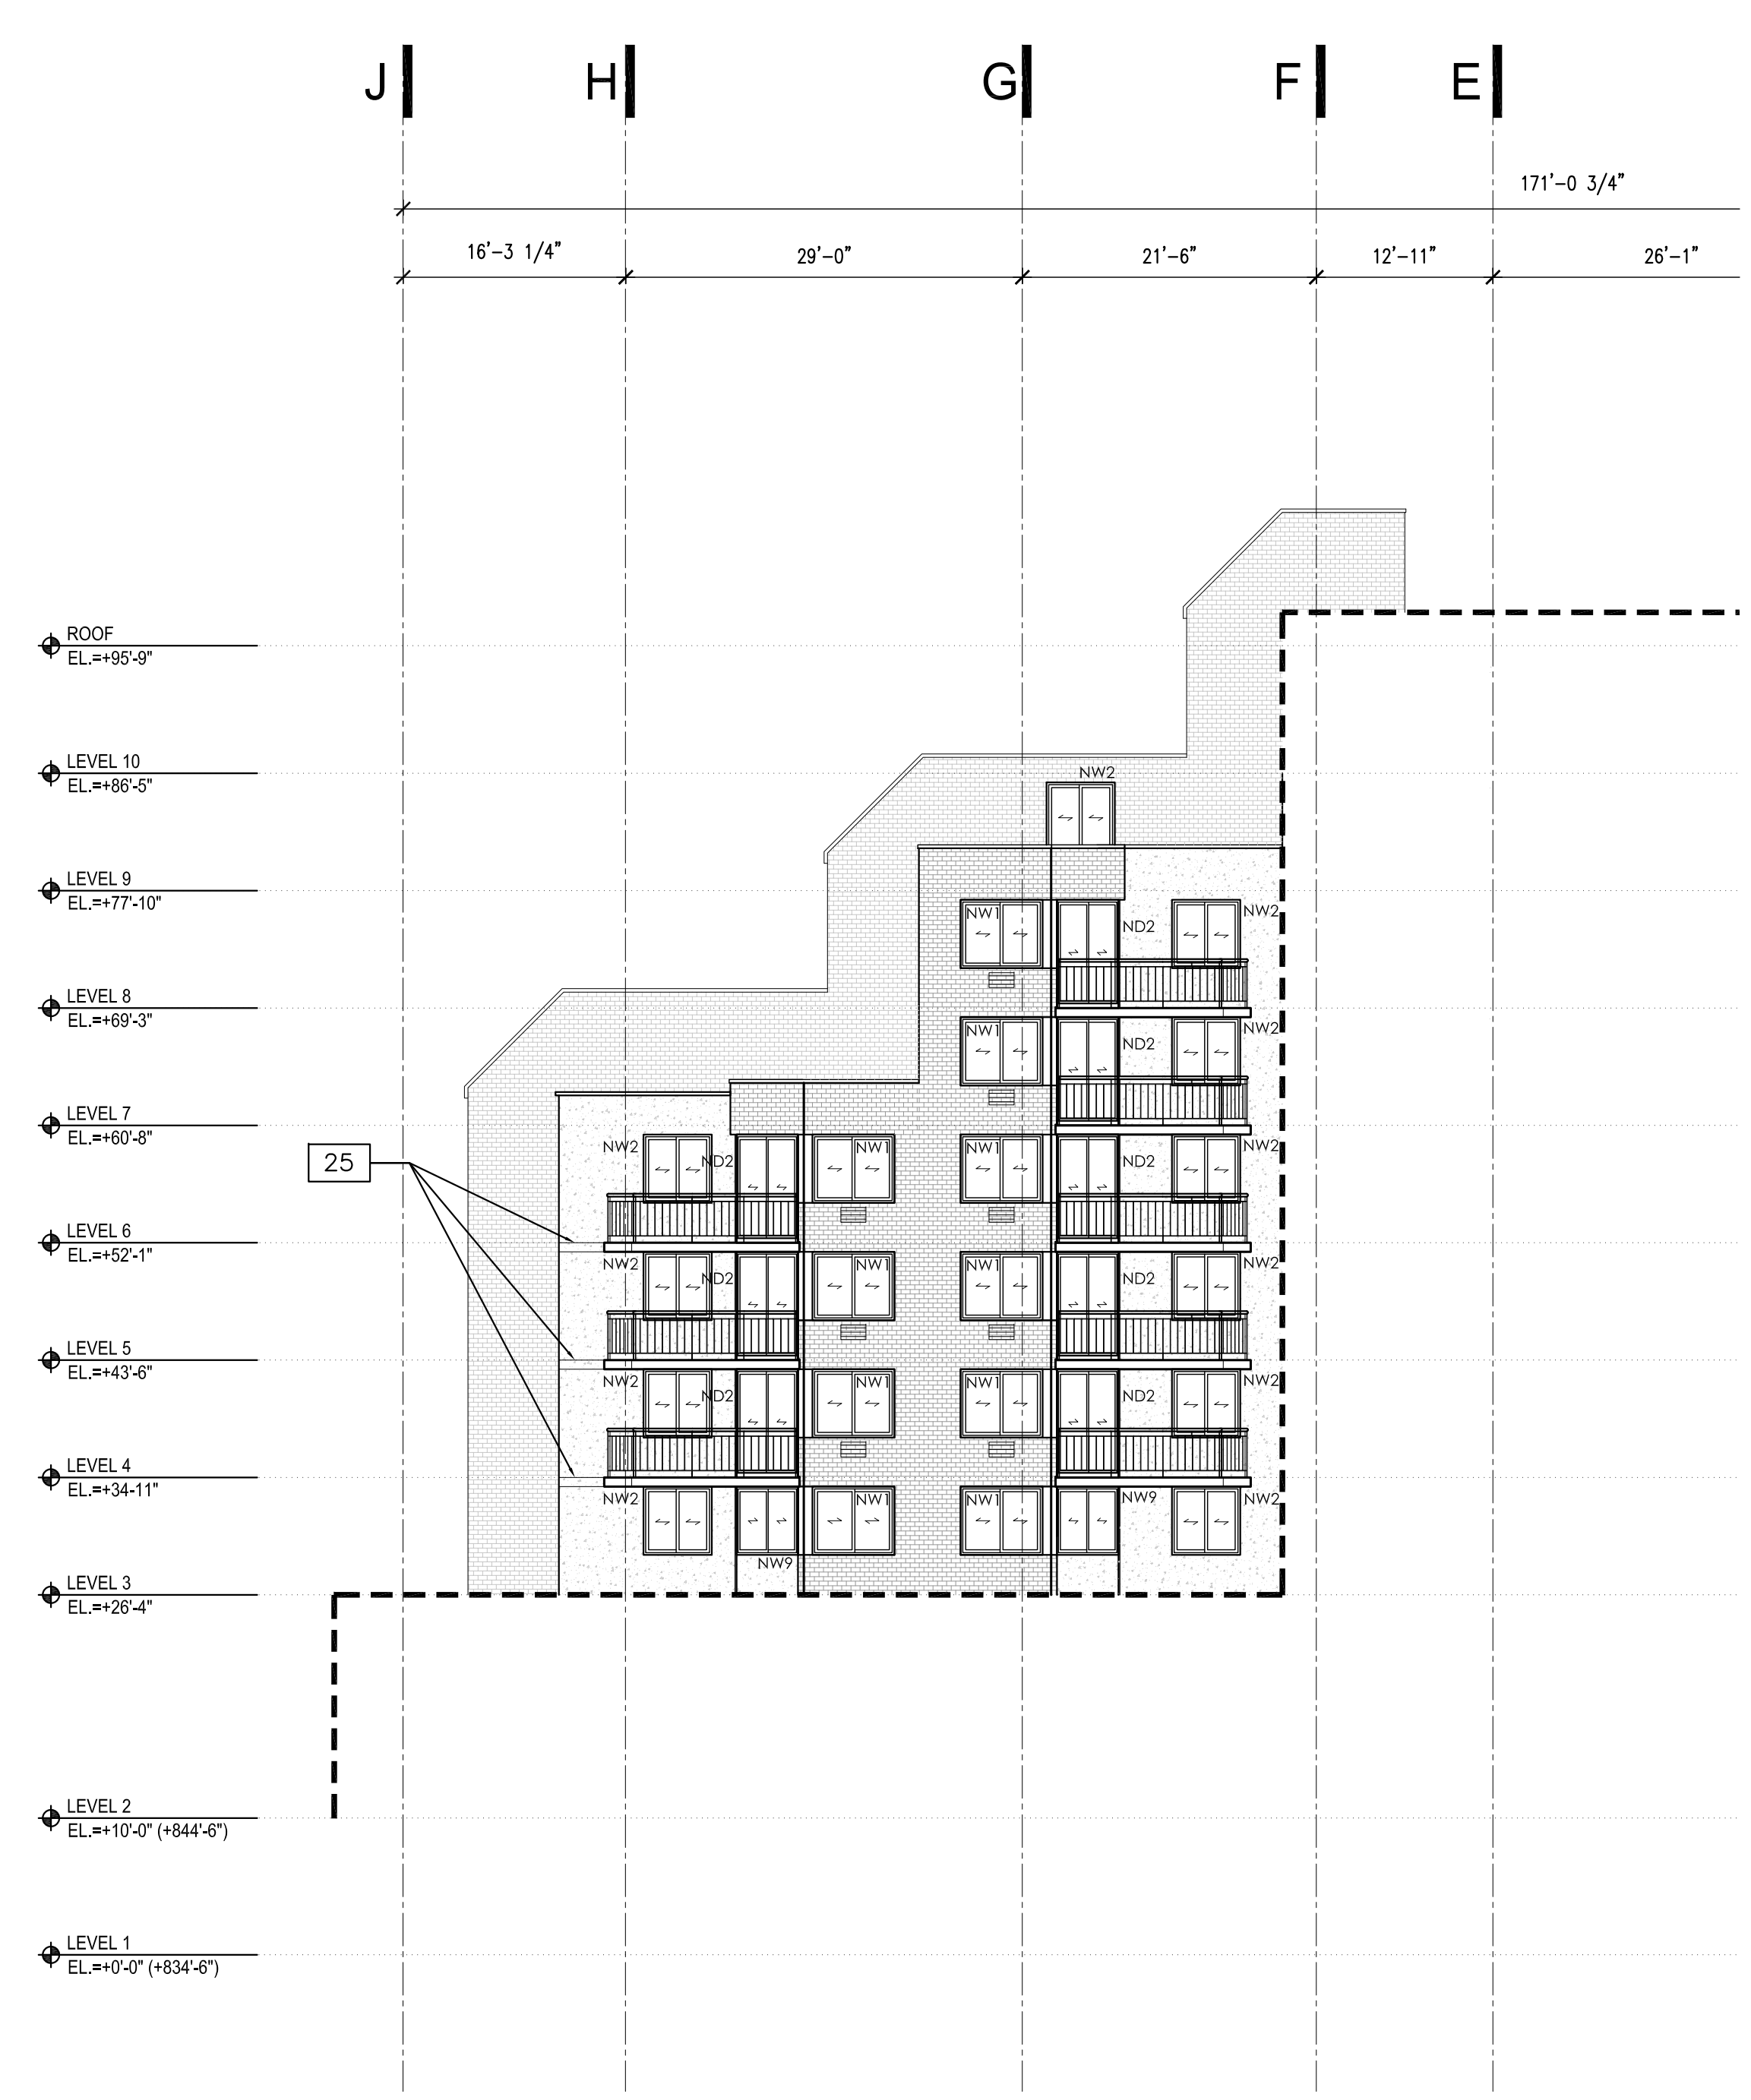 J H G F E
171'-0 3/4"
16'-3 1/4" 29'-0" 21'-6" 12'-11" 26'-1"
ROOF
EL.=+95'-9"
LEVEL 10
NW2
EL.=+86'-5"
LEVEL 9
EL.=+77'-10"
NW1 ND2 NW2
LEVEL 8
EL.=+69'-3"
NW1 ND2 NW2
LEVEL 7
EL.=+60'-8"
25
NW2 ND2 NW1 NW1 ND2 NW2
LEVEL 6
EL.=+52'-1"
NW2 ND2 NW1 NW1 ND2 NW2
LEVEL 5
EL.=+43'-6"
NW2 ND2 NW1 NW1 ND2 NW2
LEVEL 4
EL.=+34-11"
NW2 NW1 NW1 NW9 NW2
NW9
LEVEL 3
EL.=+26'-4"
LEVEL 2
EL.=+10'-0" (+844'-6")
LEVEL 1
EL.=+0'-0" (+834'-6")